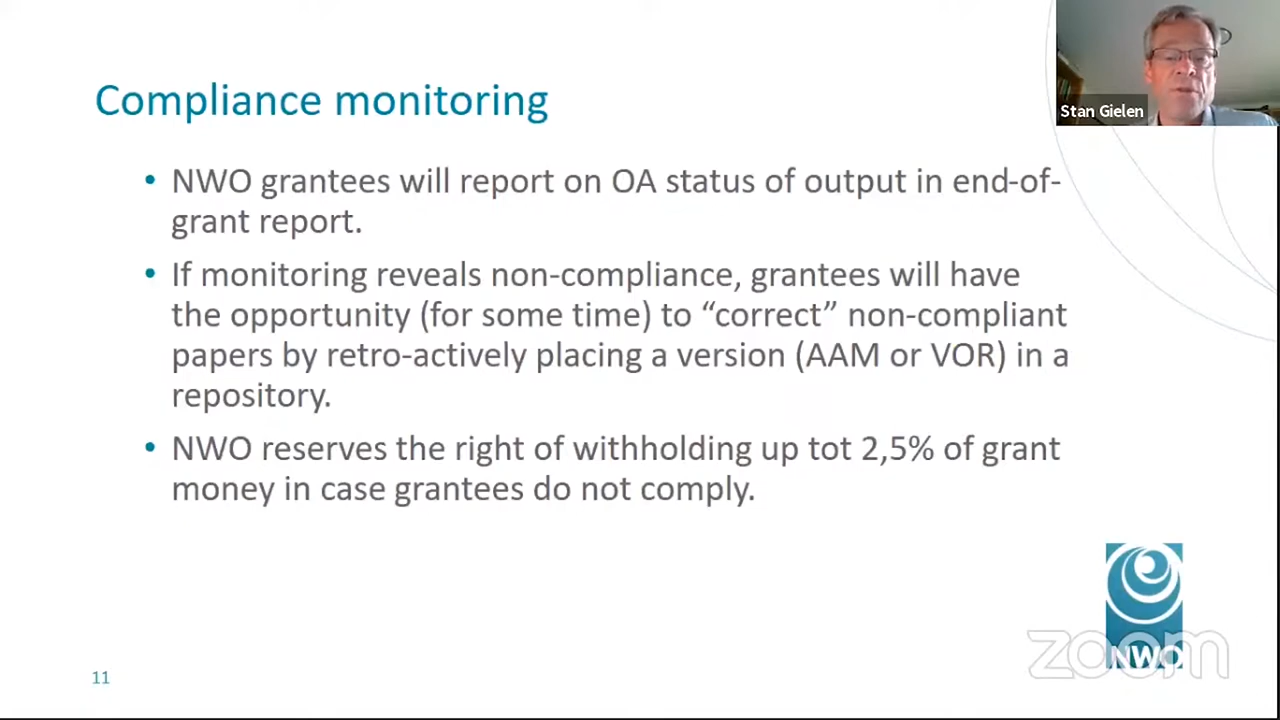 Compliance monitoring
Stan Gielen
• NWO grantees will report on OA status of output in end-of-
grant report.
• If monitoring reveals non-compliance, grantees will have
the opportunity (for some time) to “correct” non-compliant
papers by retro-actively placing a version (AAM or VOR) in a
repository.
• NWO reserves the right of withholding up tot 2,5% of grant
money in case grantees do not comply.
NWO
zoom
11